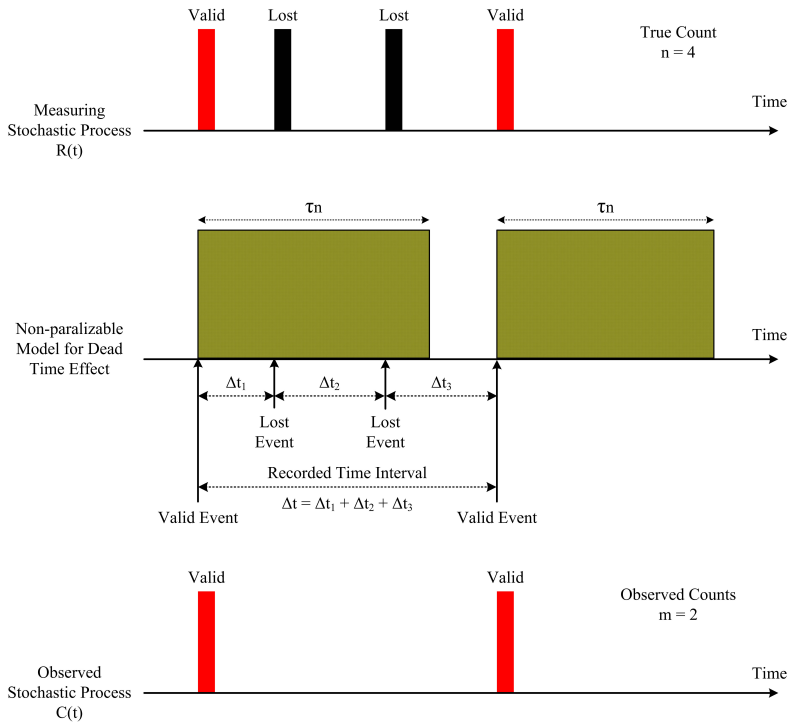 Valid
Lost
Lost
Valid
True Count
n = 4
Time
Measuring
Stochastic Process
R(t)
τn
τn
Non-paralizable
Model for Dead
Time Effect
Time
Δt1
Δt2
Δt3
Lost
Event
Lost
Event
Recorded Time Interval
Δt = Δt1 + Δt2 + Δt3
Valid Event
Valid Event
Valid
Valid
Observed Counts
m = 2
Time
Observed
Stochastic Process
C(t)